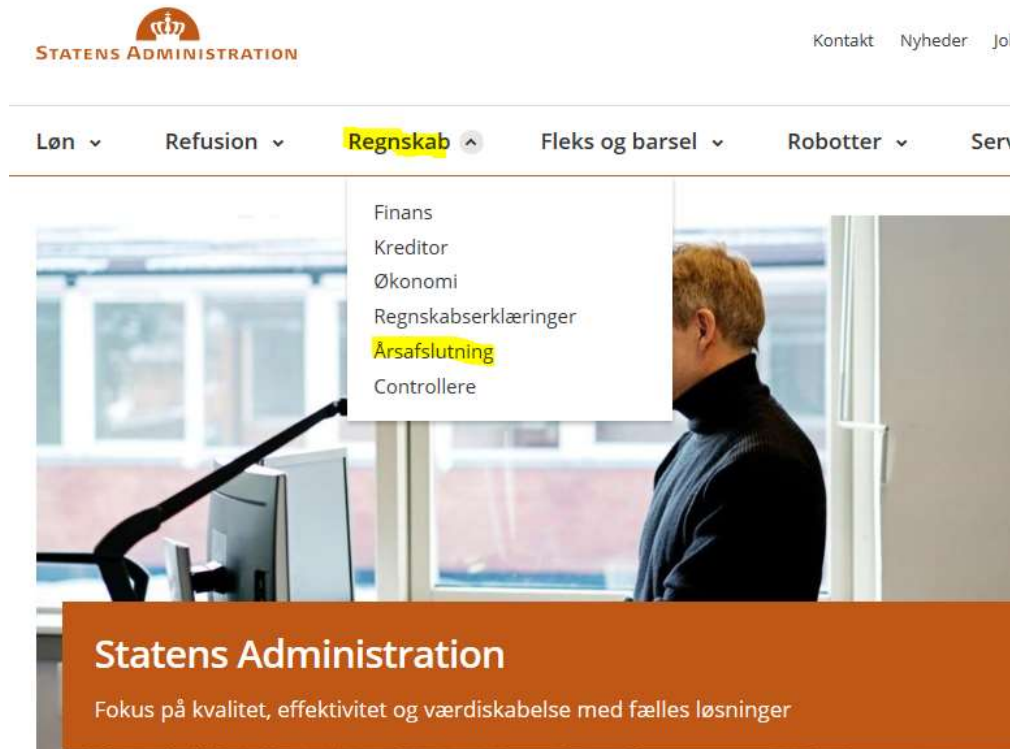 STATENS ADMINISTRATION
Kontakt Nyheder
Løn Refusion Regnskab Fleks og barsel Robotter
Finans
Kreditor
Økonomi
Regnskabserklæringer
Årsafslutning
Controllere
Statens Administration
Fokus på kvalitet, effektivitet og værdiskabelse med fælles løsninger